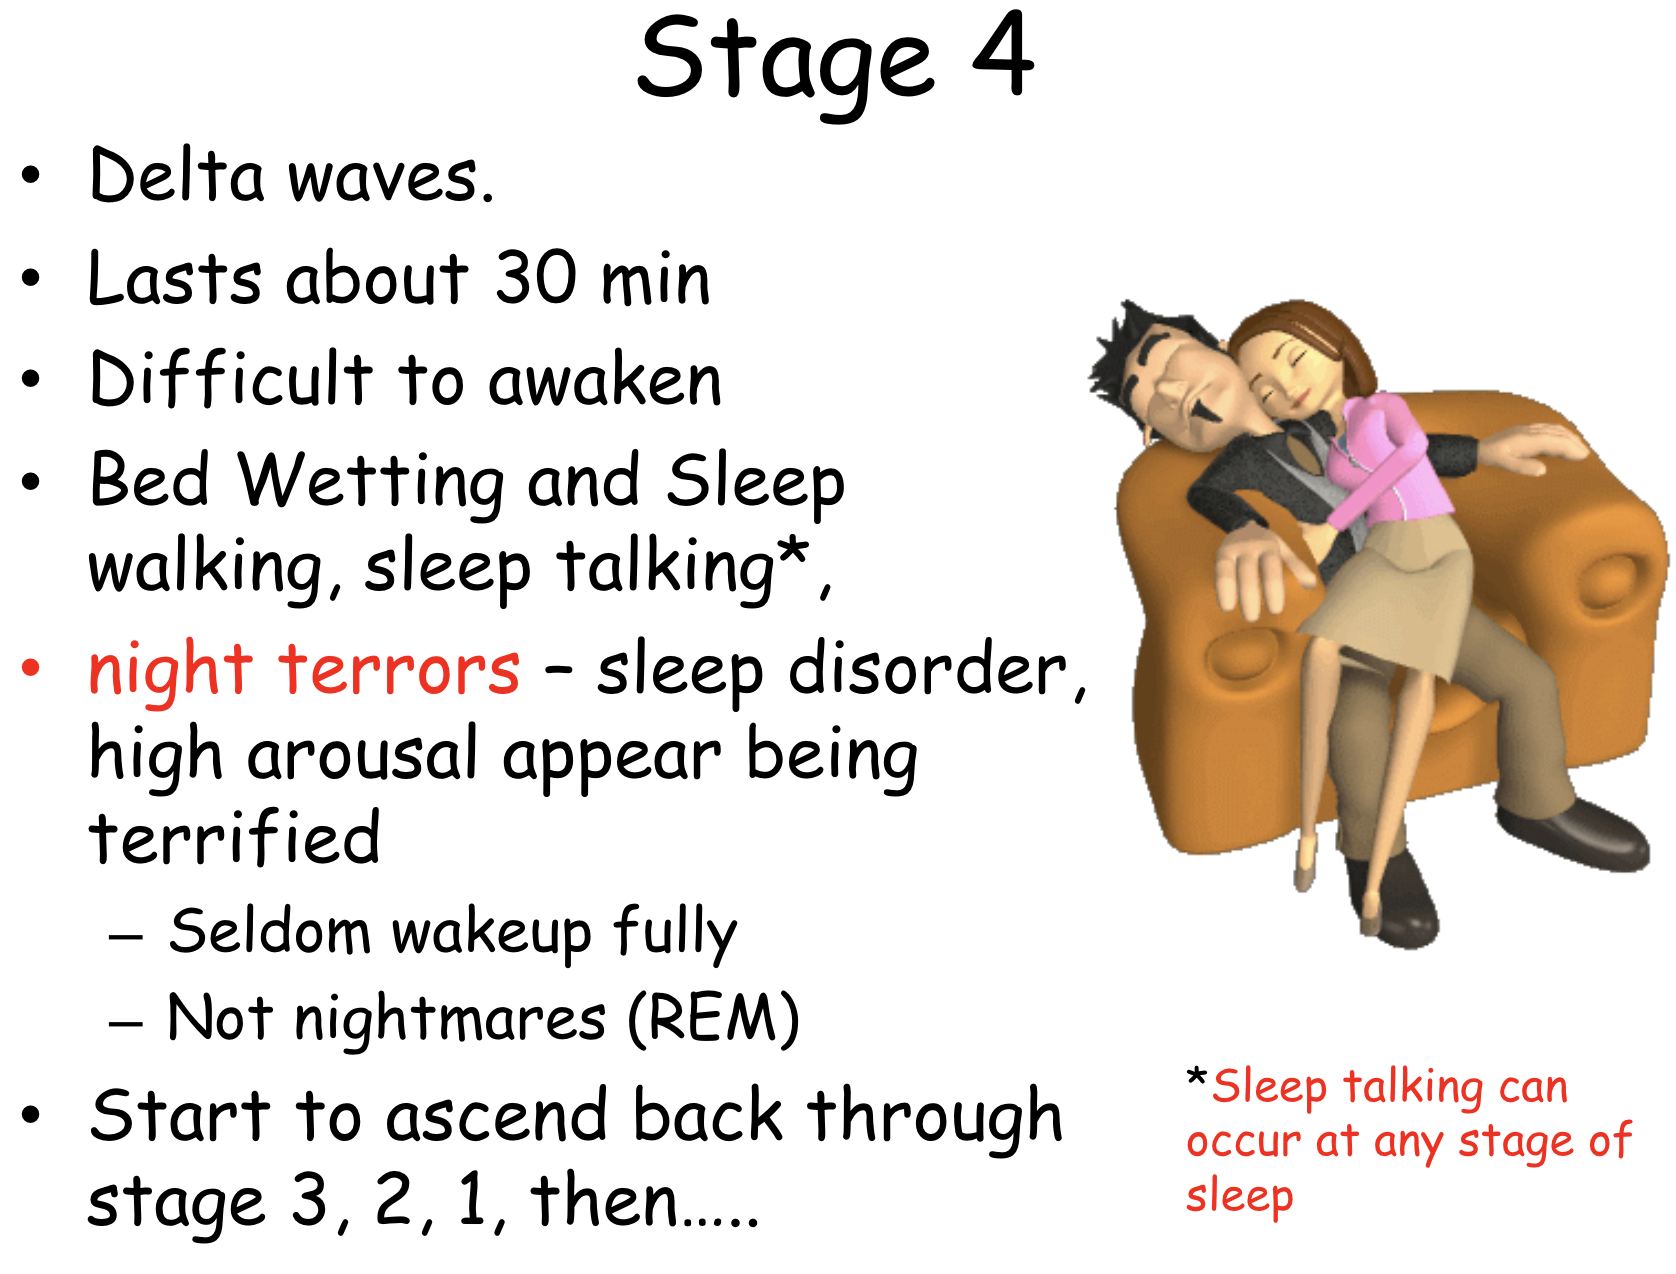 Stage 4
• Delta waves.
• Lasts about 30 min
• Difficult to awaken
• Bed Wetting and Sleep
walking, sleep talking*,
• night terrors – sleep disorder,
high arousal appear being
terrified
– Seldom wakeup fully
– Not nightmares (REM)
• Start to ascend back through
stage 3, 2, 1, then…..
*Sleep talking can
occur at any stage of
sleep